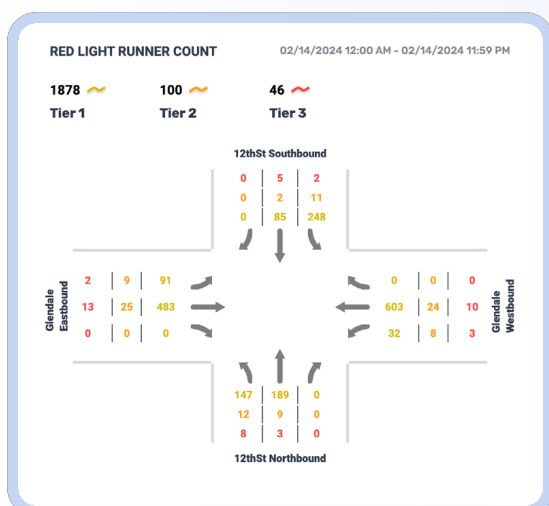 RED LIGHT RUNNER COUNT 02/14/2024 12:00 AM - 02/14/2024 11:59 PM
1878 100 46
Tier 1 Tier 2 Tier 3
12thSt Southbound
0 5 2
0 2 11
0 85 248
Glendale
Eastbound
2 9 91
13 25 483
0 0 0
0 0 0
603 24 10
32 8 3
Glendale
Westbound
147 189 0
12 9 0
8 3 0
12thSt Northbound